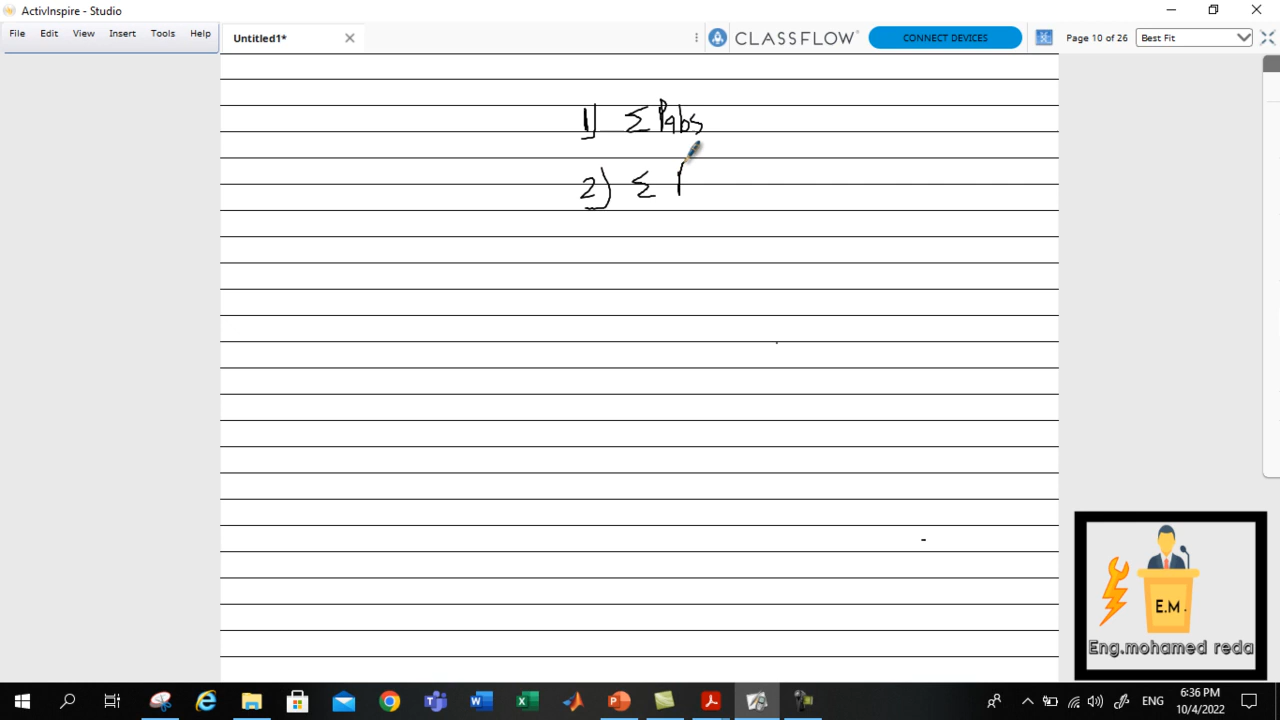 ActivInspire - Studio
File Edit View Insert Tools Help
Untitled1*
CLASSFLOW
CONNECT DEVICES
Page 10 of 26
Best Fit
1) Σ Pabs
2) Σ
E.M.
Eng.mohamed reda
ENG
6:36 PM
10/4/2022